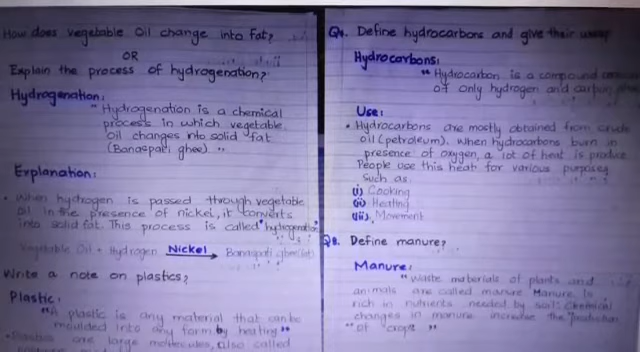 How does vegetable Oil change into Fat?
OR
Explain the process of hydrogenation?
Hydrogenation:
"Hydrogenation is a chemical
process in which vegetable
Oil changes into solid fat
(Banaspati ghee) "
Explanation:
• When hydrogen is passed through vegetable
oil in the presence of nickel, it converts
into solid fat. This process is called "hydrogenation"
Vegetable Oil + Hydrogen Nickel → Banaspati ghee
Write a note on plastics?
Plastic:
"A plastic is any material that can be
moulded into any form by heating"
• Plastics are large molecules, also called
Define hydrocarbons and give their uses?
Hydrocarbons:
"Hydrocarbon is a compound
of only hydrogen and carbon
Use:
• Hydrocarbons are mostly obtained from crude
oil (petroleum). When hydrocarbons burn in
presence of oxygen, a lot of heat is produce
People use this heat for various purposes
such as.
(i) Cooking
(ii) Heating
(iii) Movement
Q8. Define manure?
Manure:
"Waste materials of plants and
animals are called manure. Manure is
rich in nutrients needed by soil. Chemical
changes in manure increase the production
of crops "